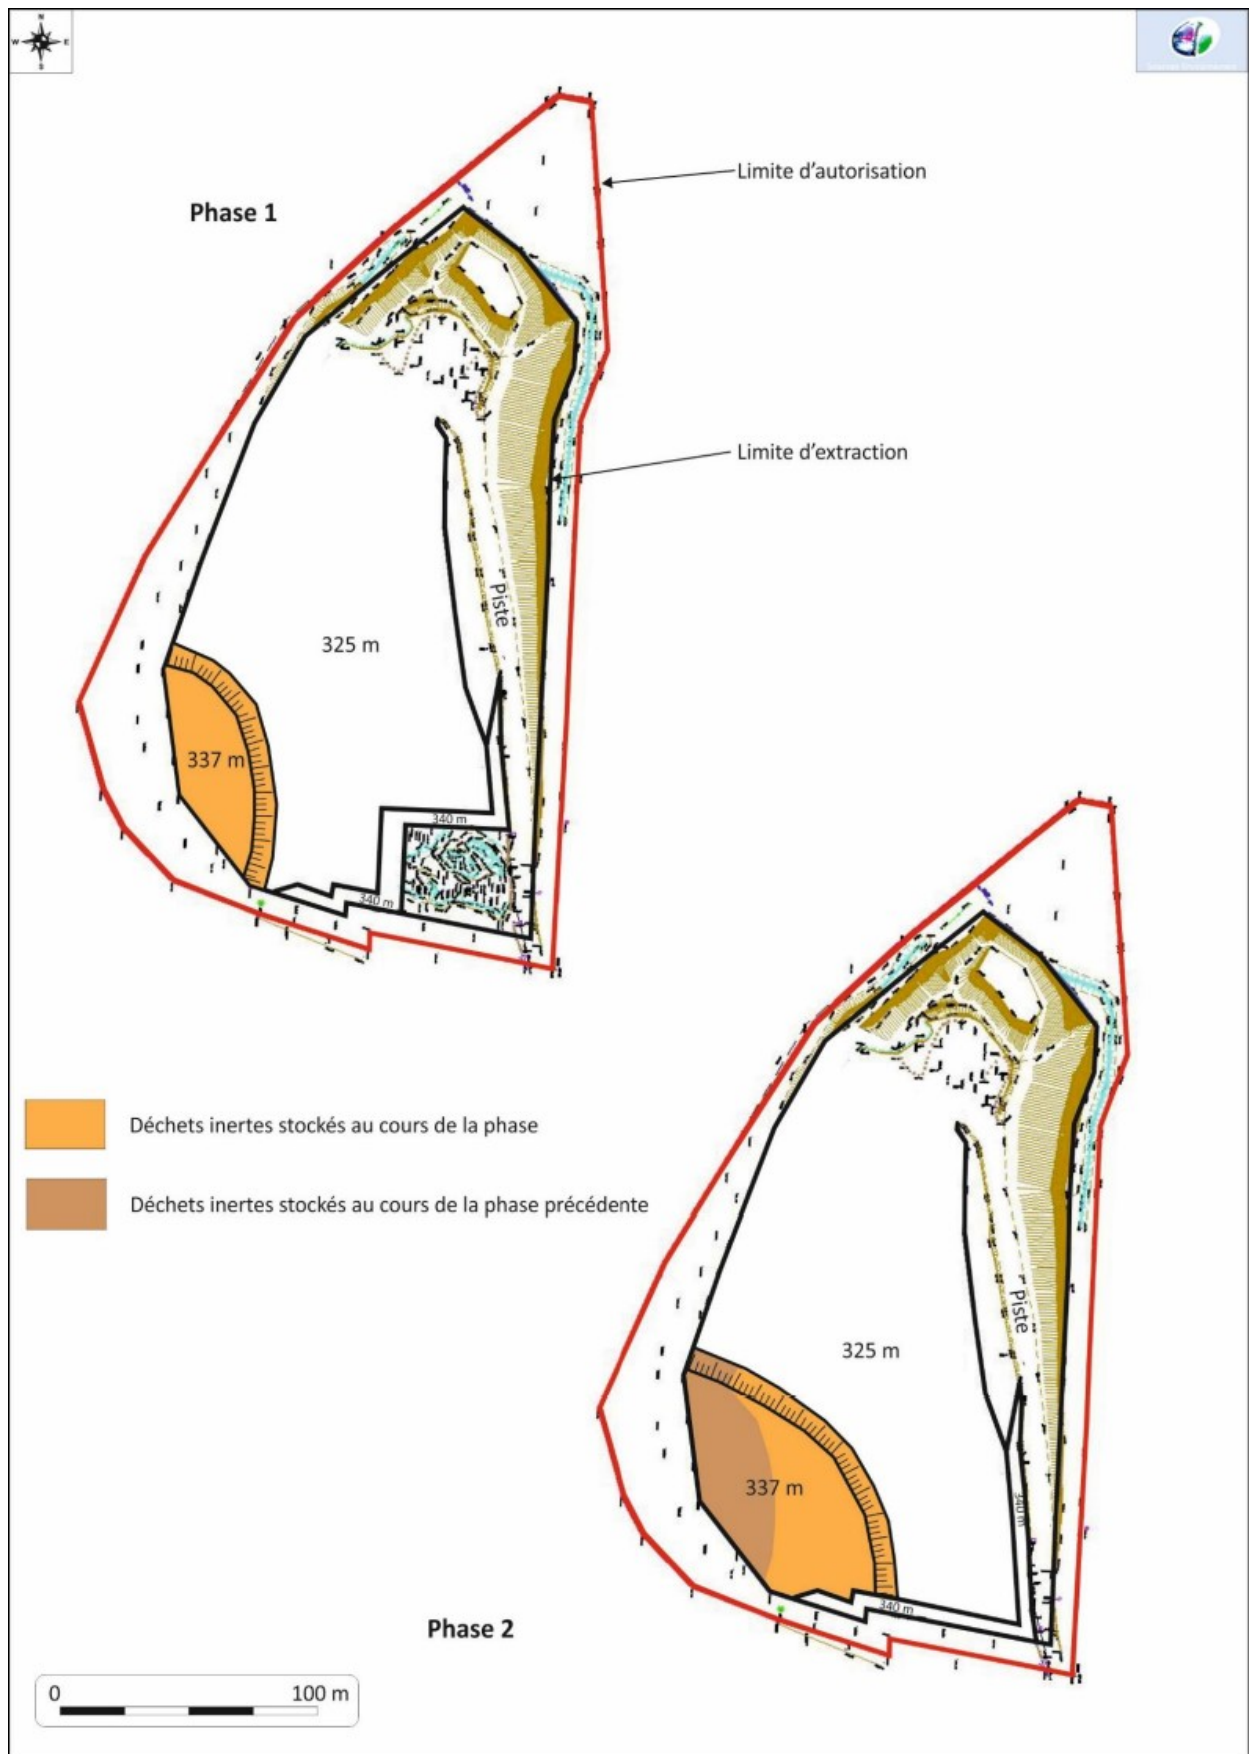 N
W E
S
Limite d'autorisation
Phase 1
Limite d'extraction
Piste
325 m
337 m
340 m
340 m
Déchets inertes stockés au cours de la phase
Déchets inertes stockés au cours de la phase précédente
Piste
325 m
337 m
340 m
340 m
Phase 2
0 100 m